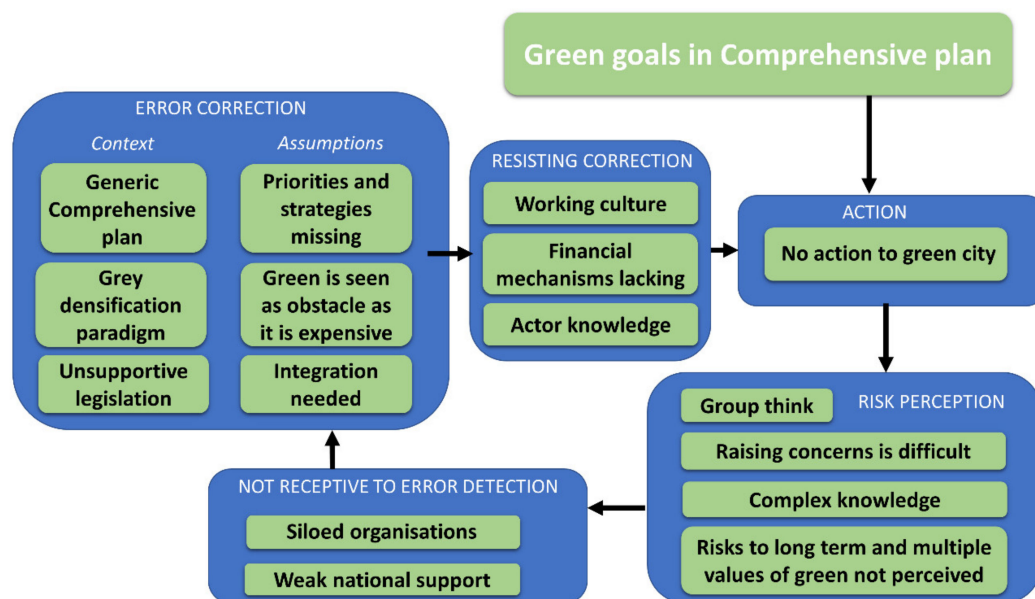 Green goals in Comprehensive plan
ERROR CORRECTION
Context
Generic
Comprehensive
plan
Grey
densification
paradigm
Unsupportive
legislation
Assumptions
Priorities and
strategies
missing
Green is seen
as obstacle as
it is expensive
Integration
needed
RESISTING CORRECTION
Working culture
Financial
mechanisms lacking
Actor knowledge
ACTION
No action to green city
RISK PERCEPTION
Group think
Raising concerns is difficult
Complex knowledge
Risks to long term and multiple
values of green not perceived
NOT RECEPTIVE TO ERROR DETECTION
Siloed organisations
Weak national support